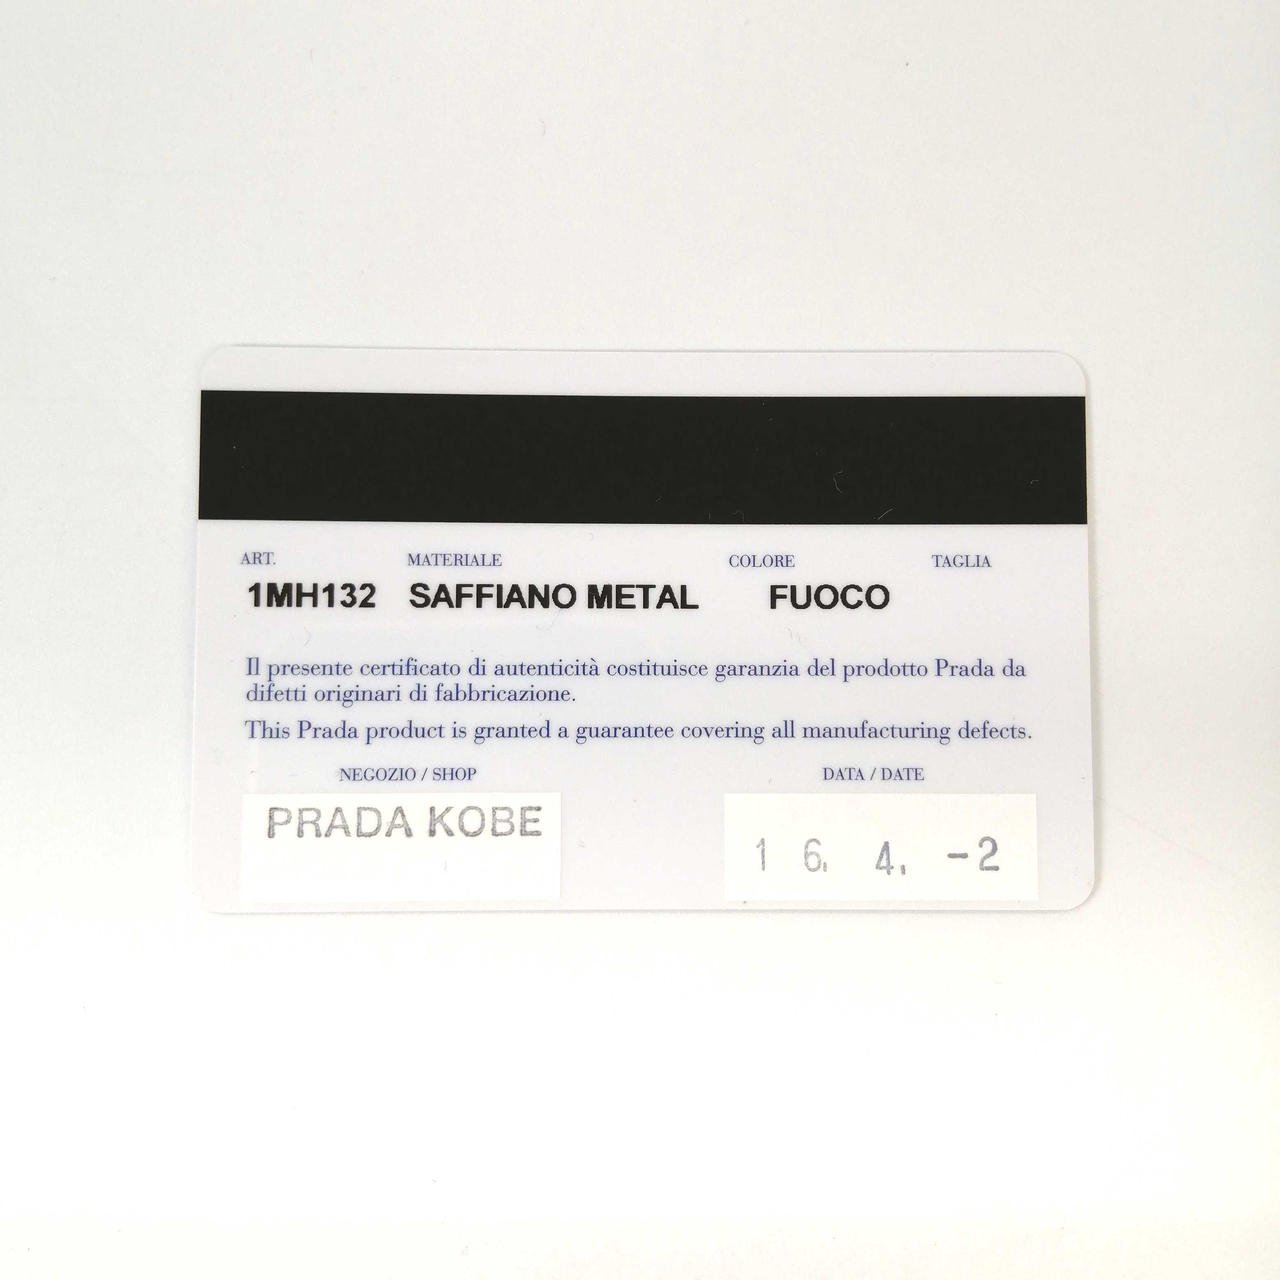 ART. MATERIALE COLORE TAGLIA
1MH132 SAFFIANO METAL FUOCO
Il presente certificato di autenticità costituisce garanzia del prodotto Prada da
difetti originari di fabbricazione.
This Prada product is granted a guarantee covering all manufacturing defects.
NEGOZIO / SHOP DATA / DATE
PRADA KOBE
16. 4. -2